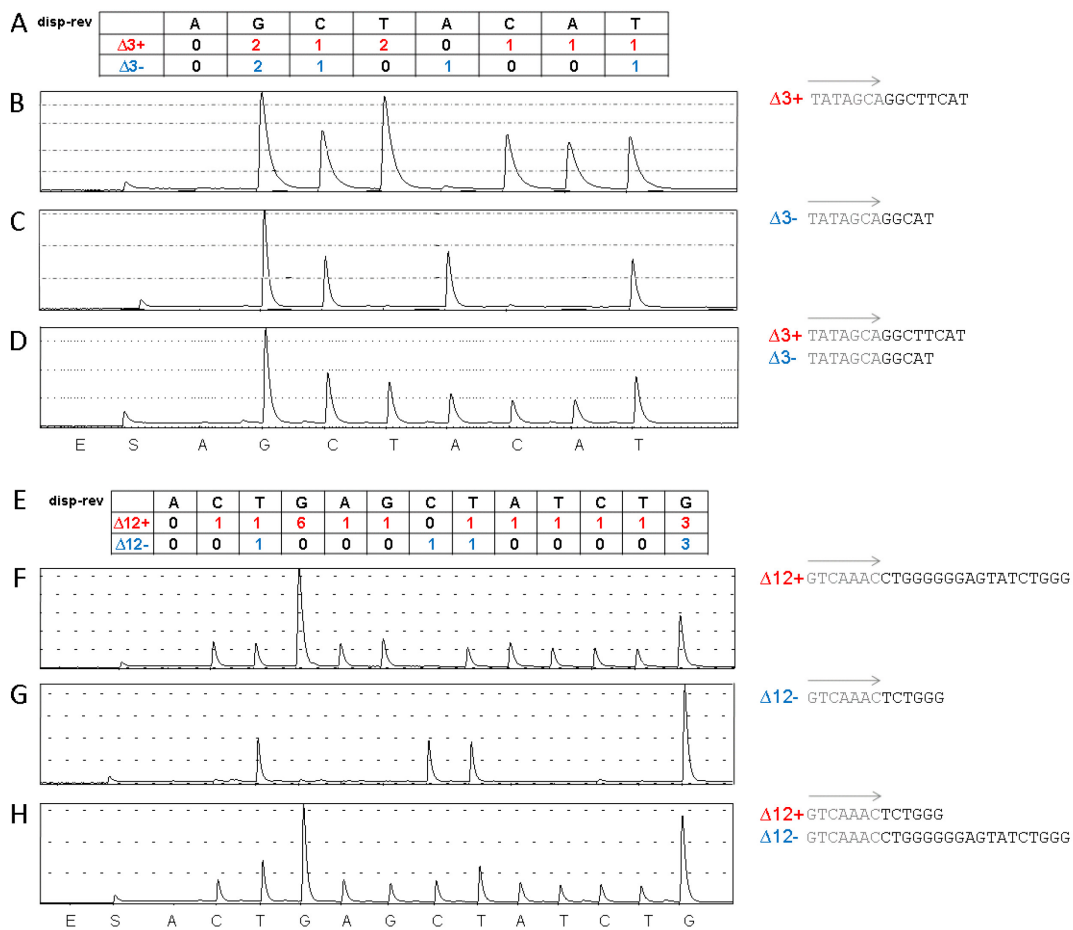 A disp-rev A G C T A C A T
Δ3+ 0 2 1 2 0 1 1 1
Δ3- 0 2 1 0 1 0 0 1
B Δ3+ TATAGCAGGCTTCAT
C Δ3- TATAGCAGGCAT
D Δ3+ TATAGCAGGCTTCAT
Δ3- TATAGCAGGCAT
E S A G C T A C A T
E disp-rev A C T G A G C T A T C T G
Δ12+ 0 1 1 6 1 1 0 1 1 1 1 1 3
Δ12- 0 0 1 0 0 0 1 1 0 0 0 0 3
F Δ12+ GTCAAACCTGGGGGGAGTATCTGGG
G Δ12- GTCAAACTCTGGG
H Δ12+ GTCAAACTCTGGG
Δ12- GTCAAACCTGGGGGGAGTATCTGGG
E S A C T G A G C T A T C T G